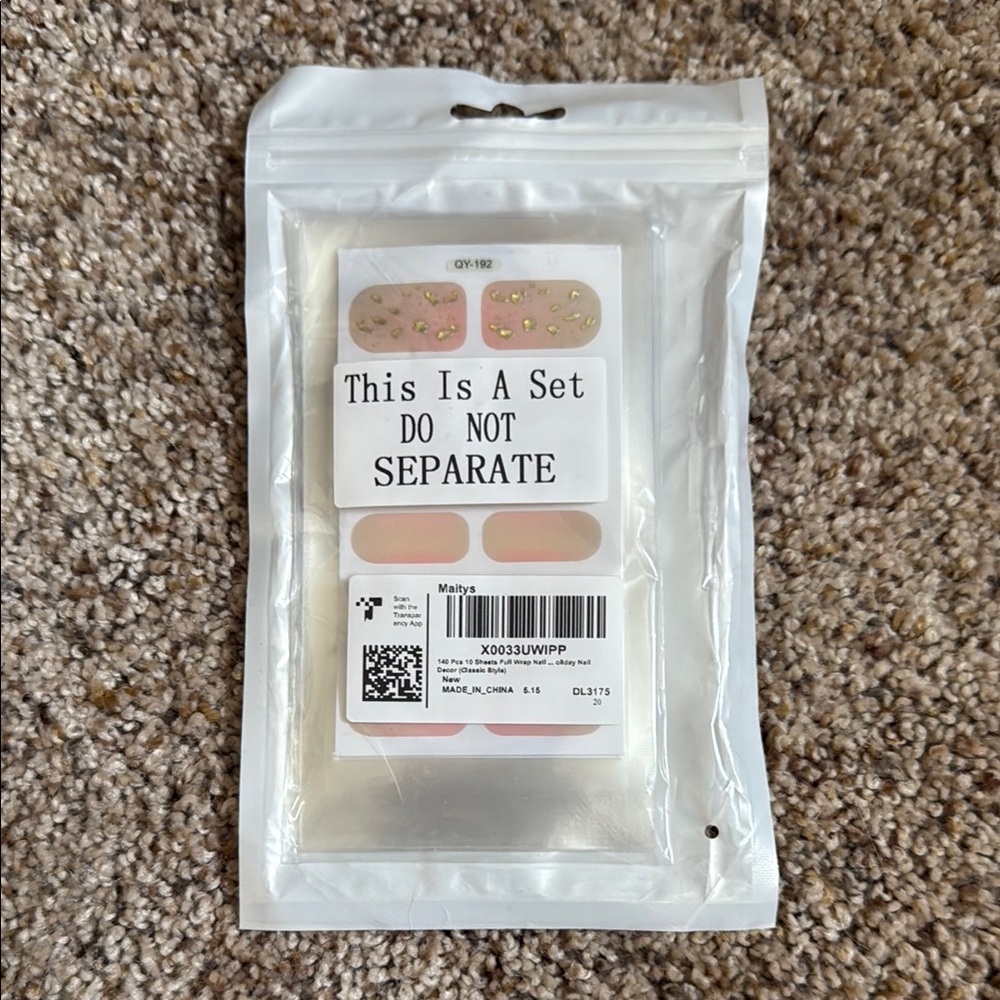 QY-192
This Is A Set
DO NOT
SEPARATE
Scan
with the
Transpar
ency App
Maitys
X0033UWIPP
140 Pcs 10 Sheets Full Wrap Nail ... oliday Nail
Decor (Classic Style)
New
MADE_IN_CHINA 5.15
DL3175
20